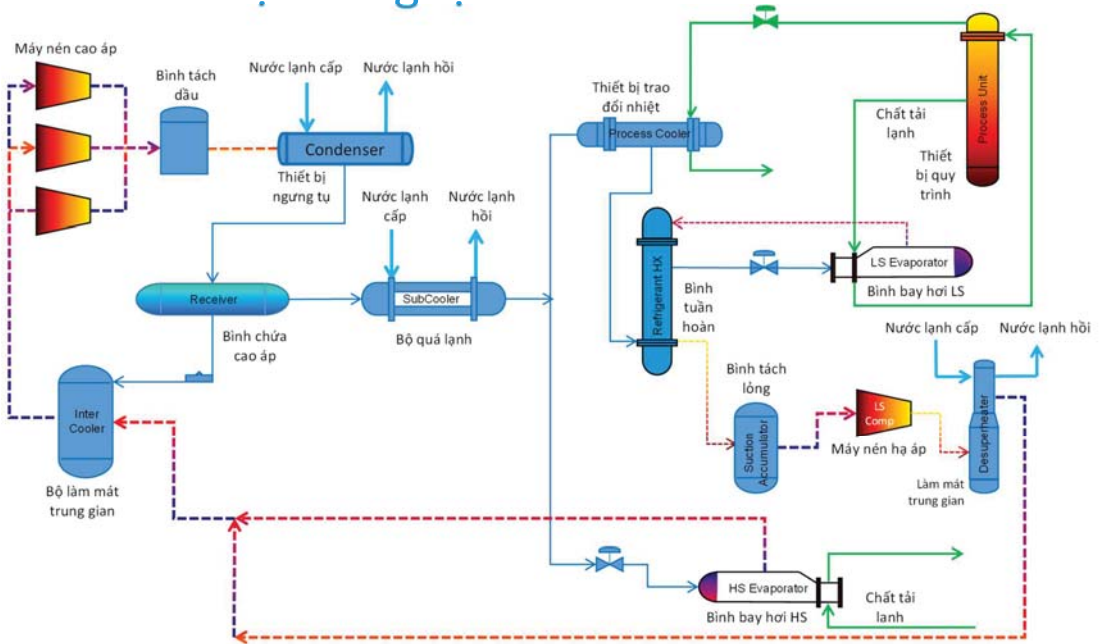 Máy nén cao áp
Bình tách
dầu
Nước lạnh cấp
Nước lạnh hồi
Condenser
Thiết bị
ngưng tụ
Thiết bị trao
đổi nhiệt
Process Cooler
Chất tải
lạnh
Process Unit
Thiết
bị quy
trình
Nước lạnh
cấp
Nước lạnh
hồi
Receiver
Bình chứa
cao áp
SubCooler
Bộ quá lạnh
Refrigerant HX
Bình
tuần
hoàn
LS Evaporator
Bình bay hơi LS
Nước lạnh cấp
Nước lạnh hồi
Inter
Cooler
Bộ làm mát
trung gian
Bình tách
lỏng
Suction
Accumulator
LS
Comp
Máy nén hạ áp
Desuperheater
Làm mát
trung gian
HS Evaporator
Bình bay hơi HS
Chất tải
lanh